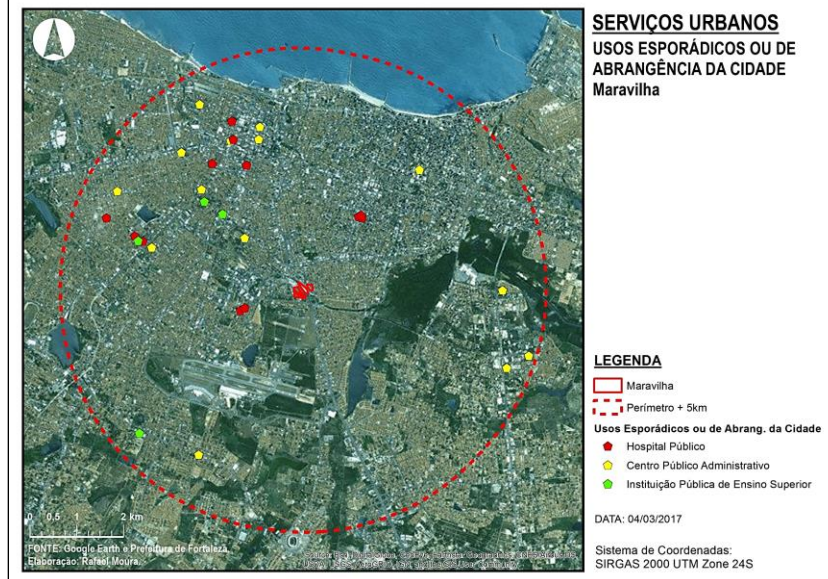 SERVIÇOS URBANOS
USOS ESPORÁDICOS OU DE
ABRANGÊNCIA DA CIDADE
Maravilha
LEGENDA
Maravilha
Perímetro + 5km
Usos Esporádicos ou de Abrang. da Cidade
Hospital Público
Centro Público Administrativo
Instituição Pública de Ensino Superior
DATA: 04/03/2017
Sistema de Coordenadas:
SIRGAS 2000 UTM Zone 24S
0 0,5 1 2 km
FONTE: Google Earth e Prefeitura de Fortaleza.
Elaboração: Rafael Moura.